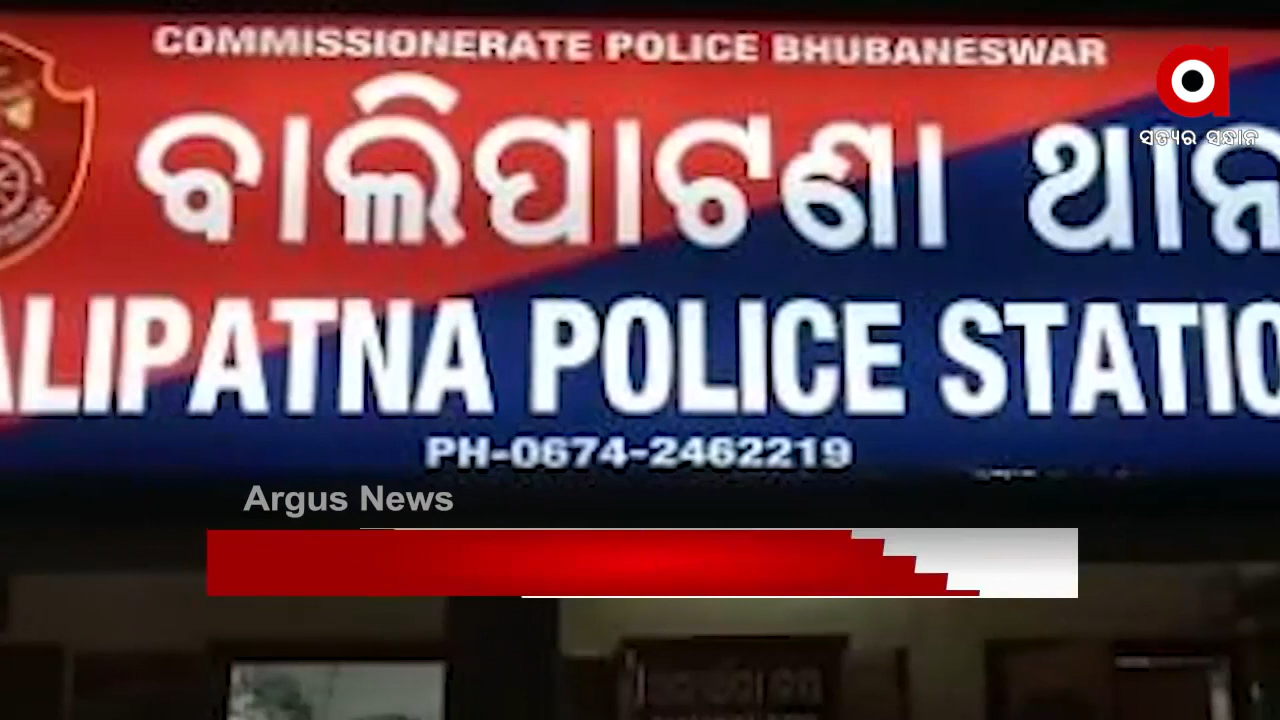 COMMISSIONERATE POLICE BHUBANESWAR
ବାଲିପାଟଣା ଥାନ
ସତ୍ୟର ସନ୍ଧାନ
ALIPATNA POLICE STATIO
PH-0674-2462219
Argus News